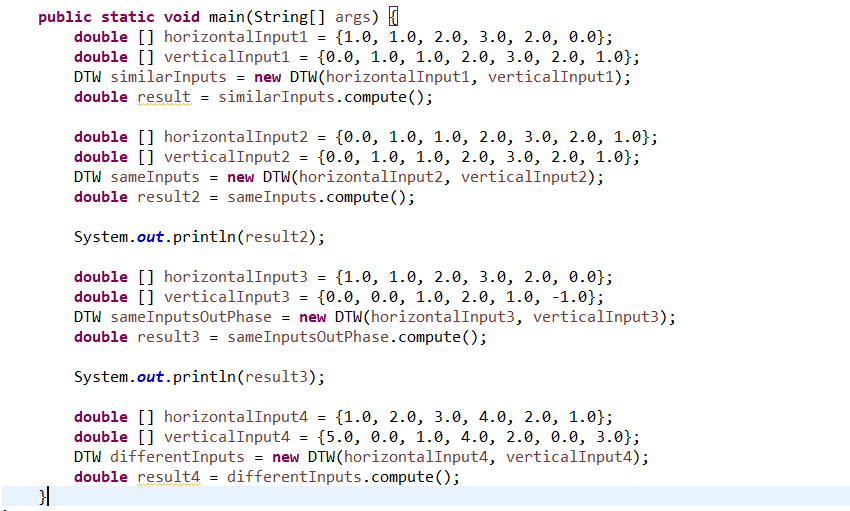 public static void main(String[] args) {
double [] horizontalInput1 = {1.0, 1.0, 2.0, 3.0, 2.0, 0.0};
double [] verticalInput1 = {0.0, 1.0, 1.0, 2.0, 3.0, 2.0, 1.0};
DTW similarInputs = new DTW(horizontalInput1, verticalInput1);
double result = similarInputs.compute();
double [] horizontalInput2 = {0.0, 1.0, 1.0, 2.0, 3.0, 2.0, 1.0};
double [] verticalInput2 = {0.0, 1.0, 1.0, 2.0, 3.0, 2.0, 1.0};
DTW sameInputs = new DTW(horizontalInput2, verticalInput2);
double result2 = sameInputs.compute();
System.out.println(result2);
double [] horizontalInput3 = {1.0, 1.0, 2.0, 3.0, 2.0, 0.0};
double [] verticalInput3 = {0.0, 0.0, 1.0, 2.0, 1.0, -1.0};
DTW sameInputsOutPhase = new DTW(horizontalInput3, verticalInput3);
double result3 = sameInputsOutPhase.compute();
System.out.println(result3);
double [] horizontalInput4 = {1.0, 2.0, 3.0, 4.0, 2.0, 1.0};
double [] verticalInput4 = {5.0, 0.0, 1.0, 4.0, 2.0, 0.0, 3.0};
DTW differentInputs = new DTW(horizontalInput4, verticalInput4);
double result4 = differentInputs.compute();
}